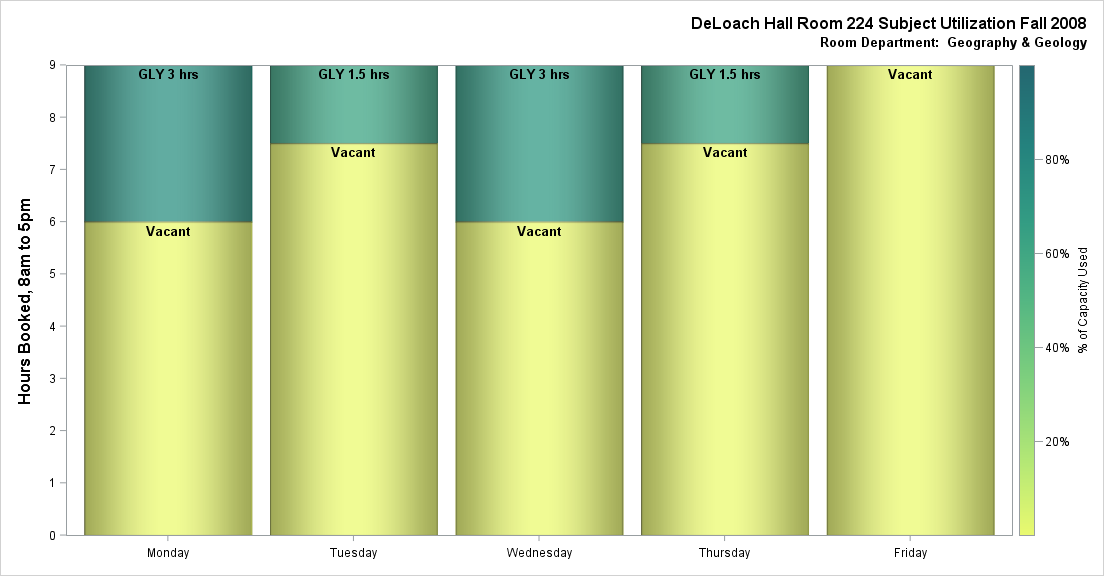 DeLoach Hall Room 224 Subject Utilization Fall 2008
Room Department: Geography & Geology
Hours Booked, 8am to 5pm
9
8
7
6
5
4
3
2
1
0
GLY 3 hrs
Vacant
GLY 1.5 hrs
Vacant
GLY 3 hrs
Vacant
GLY 1.5 hrs
Vacant
Vacant
Monday
Tuesday
Wednesday
Thursday
Friday
80%
60%
40%
20%
% of Capacity Used